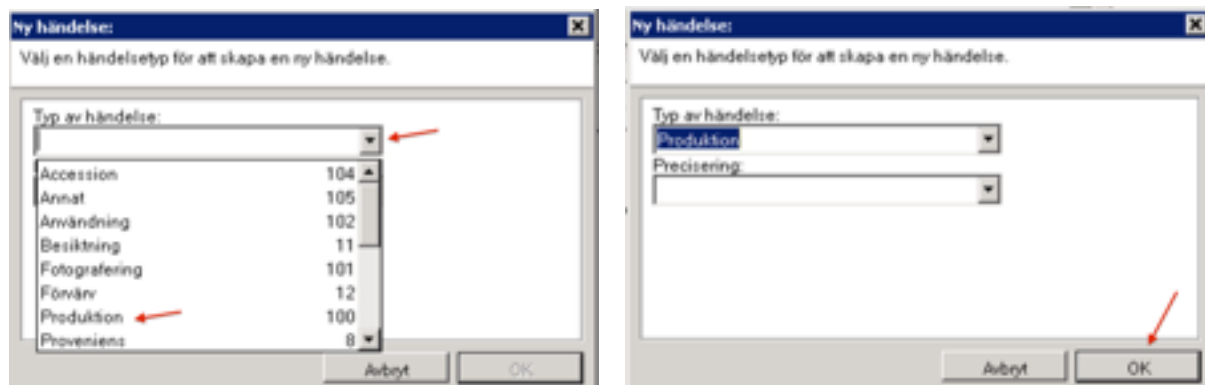 Ny händelse:
Välj en händelsetyp för att skapa en ny händelse.
Typ av händelse:
Accession 104
Annat 105
Användning 102
Besiktning 11
Fotografering 101
Förvärv 12
Produktion 100
Proveniens 8
Avbryt OK
Ny händelse:
Välj en händelsetyp för att skapa en ny händelse.
Typ av händelse:
Produktion
Precisering:
Avbryt OK